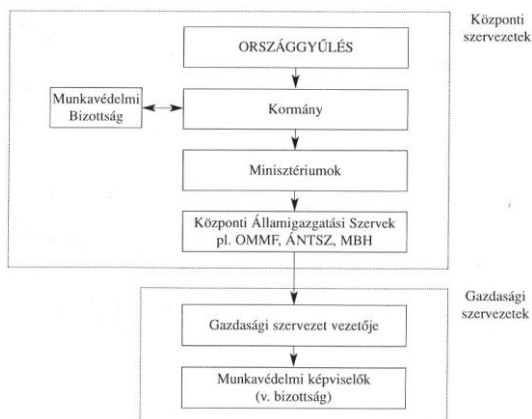 Központi
szervezetek
ORSZÁGGYŰLÉS
Munkavédelmi
Bizottság
Kormány
Minisztériumok
Központi Államigazgatási Szervek
pl. OMMF, ÁNTSZ, MBH
Gazdasági
szervezetek
Gazdasági szervezet vezetője
Munkavédelmi képviselők
(v. bizottság)